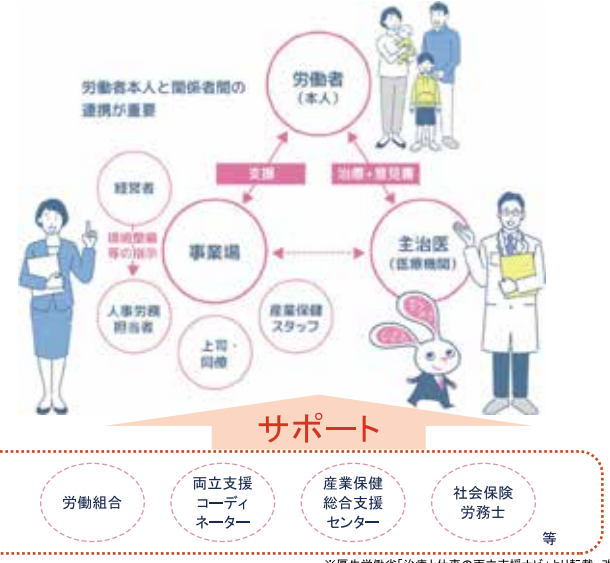 労働者本人と関係者間の
連携が重要
労働者
（本人）
支援
治療＋意見書
経営者
環境整備
等の指示
事業場
主治医
（医療機関）
人事労務
担当者
上司・
同僚
産業保健
スタッフ
サポート
労働組合
両立支援
コーディ
ネーター
産業保健
総合支援
センター
社会保険
労務士
等